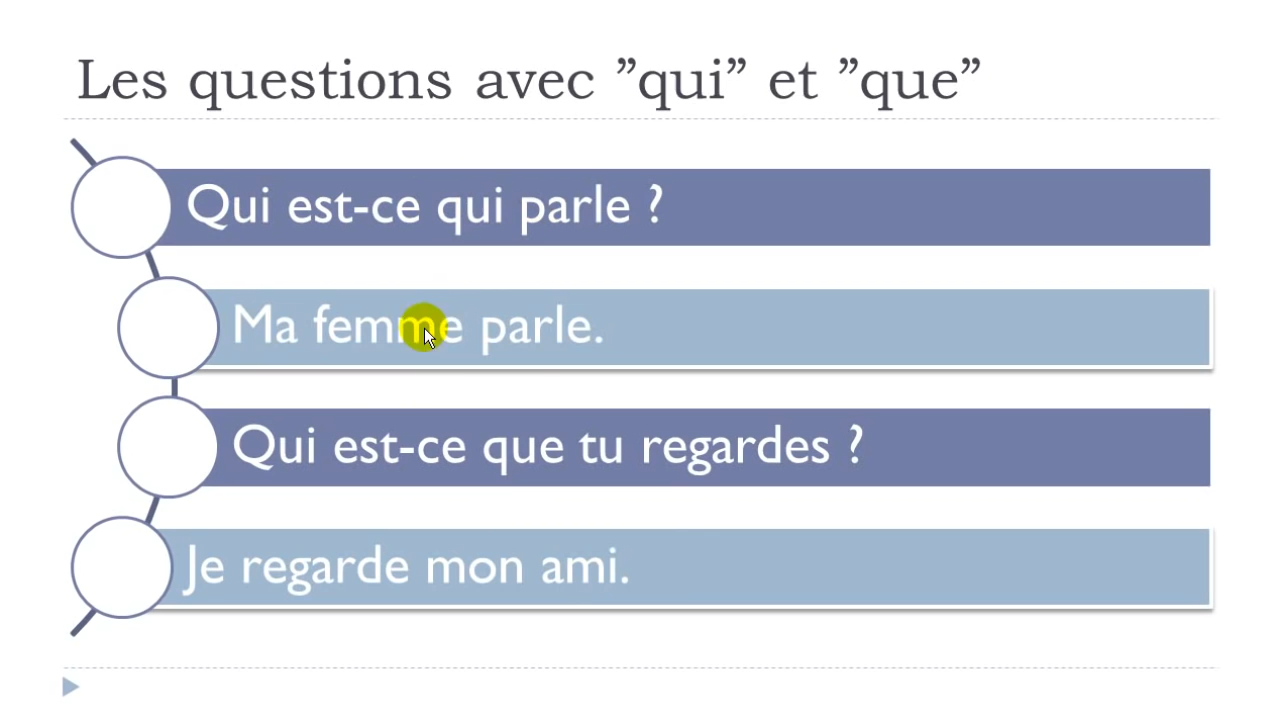 Les questions avec ”qui” et ”que”
Qui est-ce qui parle ?
Ma femme parle.
Qui est-ce que tu regardes ?
Je regarde mon ami.